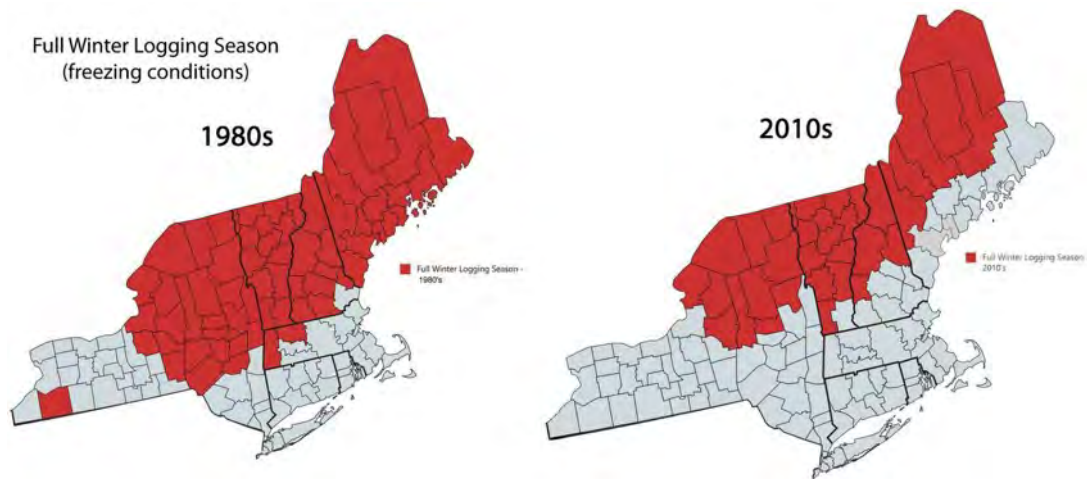 Full Winter Logging Season
(freezing conditions)
1980s
2010s
Full Winter Logging Season -
1980's
Full Winter Logging Season
2010's